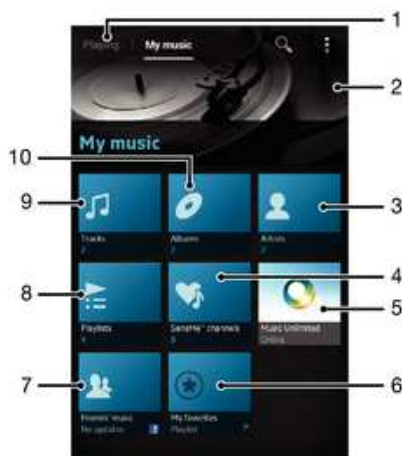 1
Playing My music
2
My music
10
9
3
Tracks Albums Artists
4
8
5
Playlists SensMe™ channels Music Unlimited
Online
7
6
Friends' music My favorites
No updates Playlist